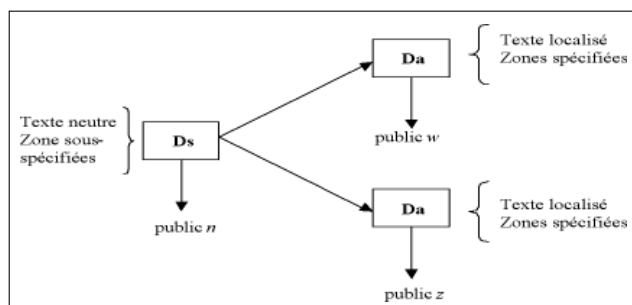 Texte neutre
Zone sous-
spécifiées
Ds
public n
Da
Texte localisé
Zones spécifiées
public w
Da
Texte localisé
Zones spécifiées
public z